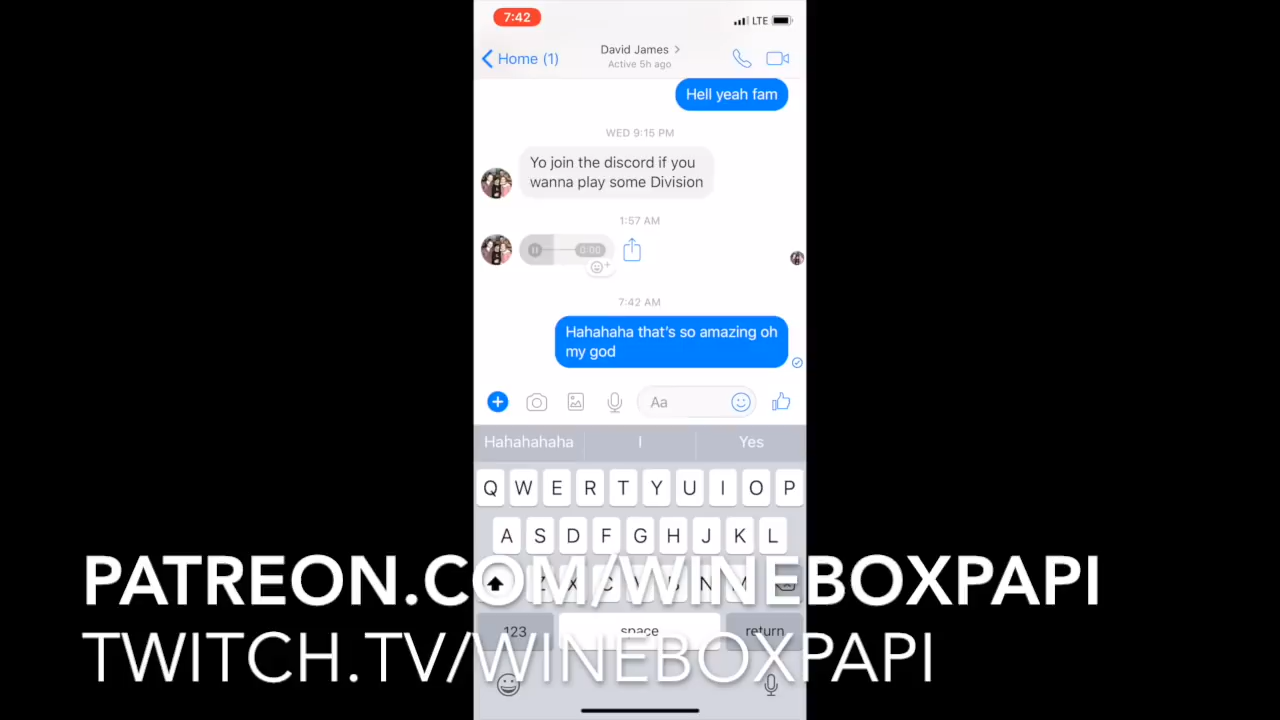 7:42
LTE
Home (1)
David James
Active 5h ago
Hell yeah fam
WED 9:15 PM
Yo join the discord if you
wanna play some Division
1:57 AM
0:00
7:42 AM
Hahahaha that's so amazing oh
my god
Aa
Hahahahaha I Yes
Q W E R T Y U I O P
A S D F G H J K L
Z X C V B N M
PATREON.COM/WINEBOXPAPI
123 space return
TWITCH.TV/WINEBOXPAPI